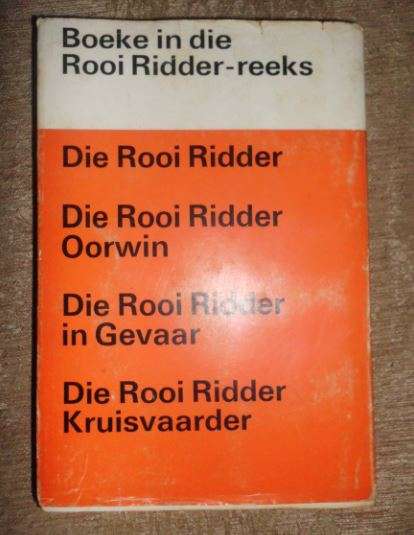 Boeke in die
Rooi Ridder-reeks
Die Rooi Ridder
Die Rooi Ridder
Oorwin
Die Rooi Ridder
in Gevaar
Die Rooi Ridder
Kruisvaarder